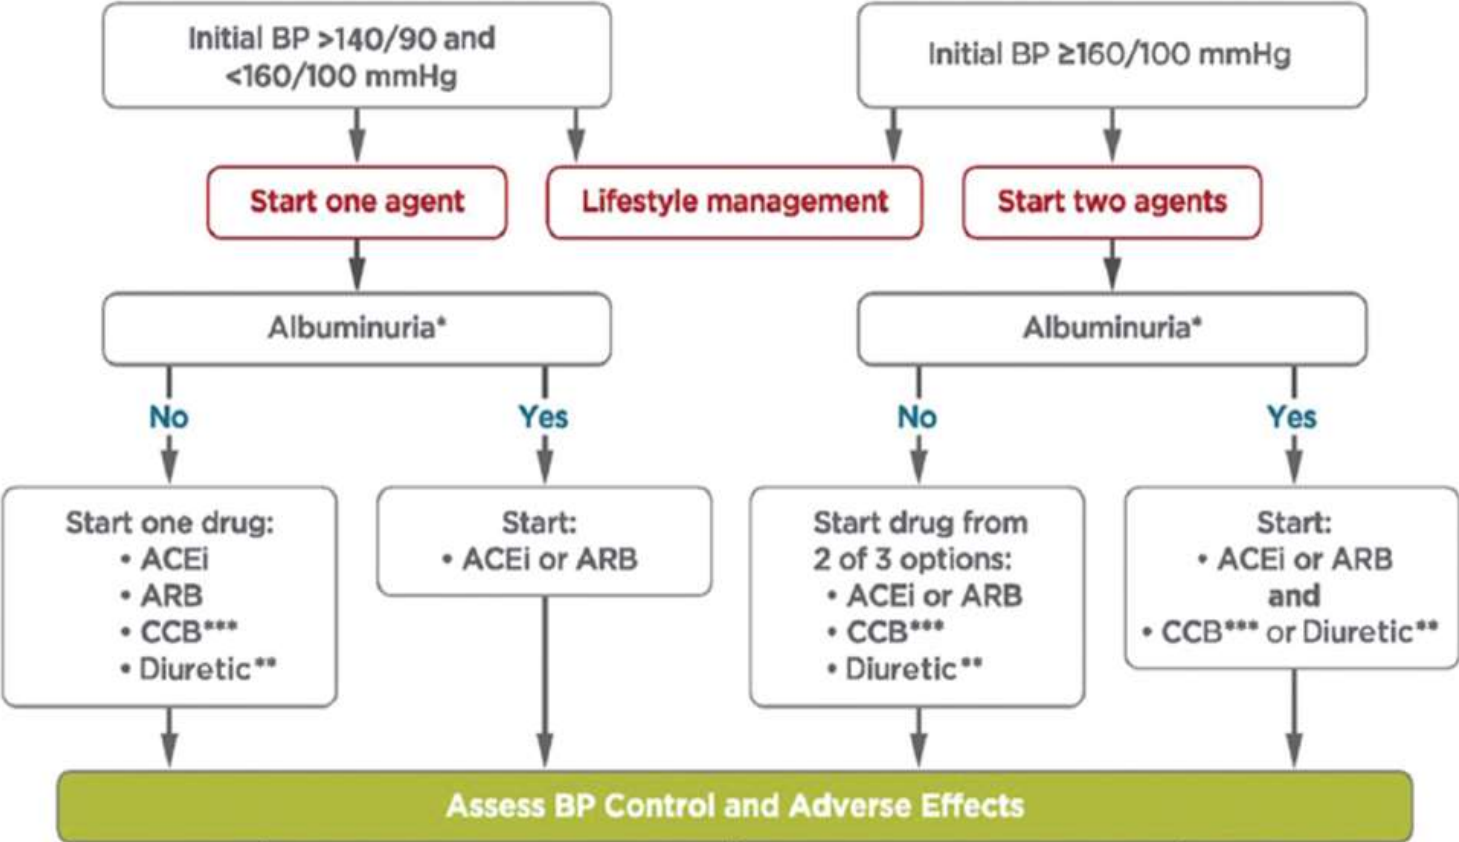 Initial BP >140/90 and
<160/100 mmHg
Initial BP ≥160/100 mmHg
Start one agent
Lifestyle management
Start two agents
Albuminuria*
Albuminuria*
No
Yes
No
Yes
Start one drug:
• ACEi
• ARB
• CCB***
• Diuretic**
Start:
• ACEi or ARB
Start drug from
2 of 3 options:
• ACEi or ARB
• CCB***
• Diuretic**
Start:
• ACEi or ARB
and
• CCB*** or Diuretic**
Assess BP Control and Adverse Effects